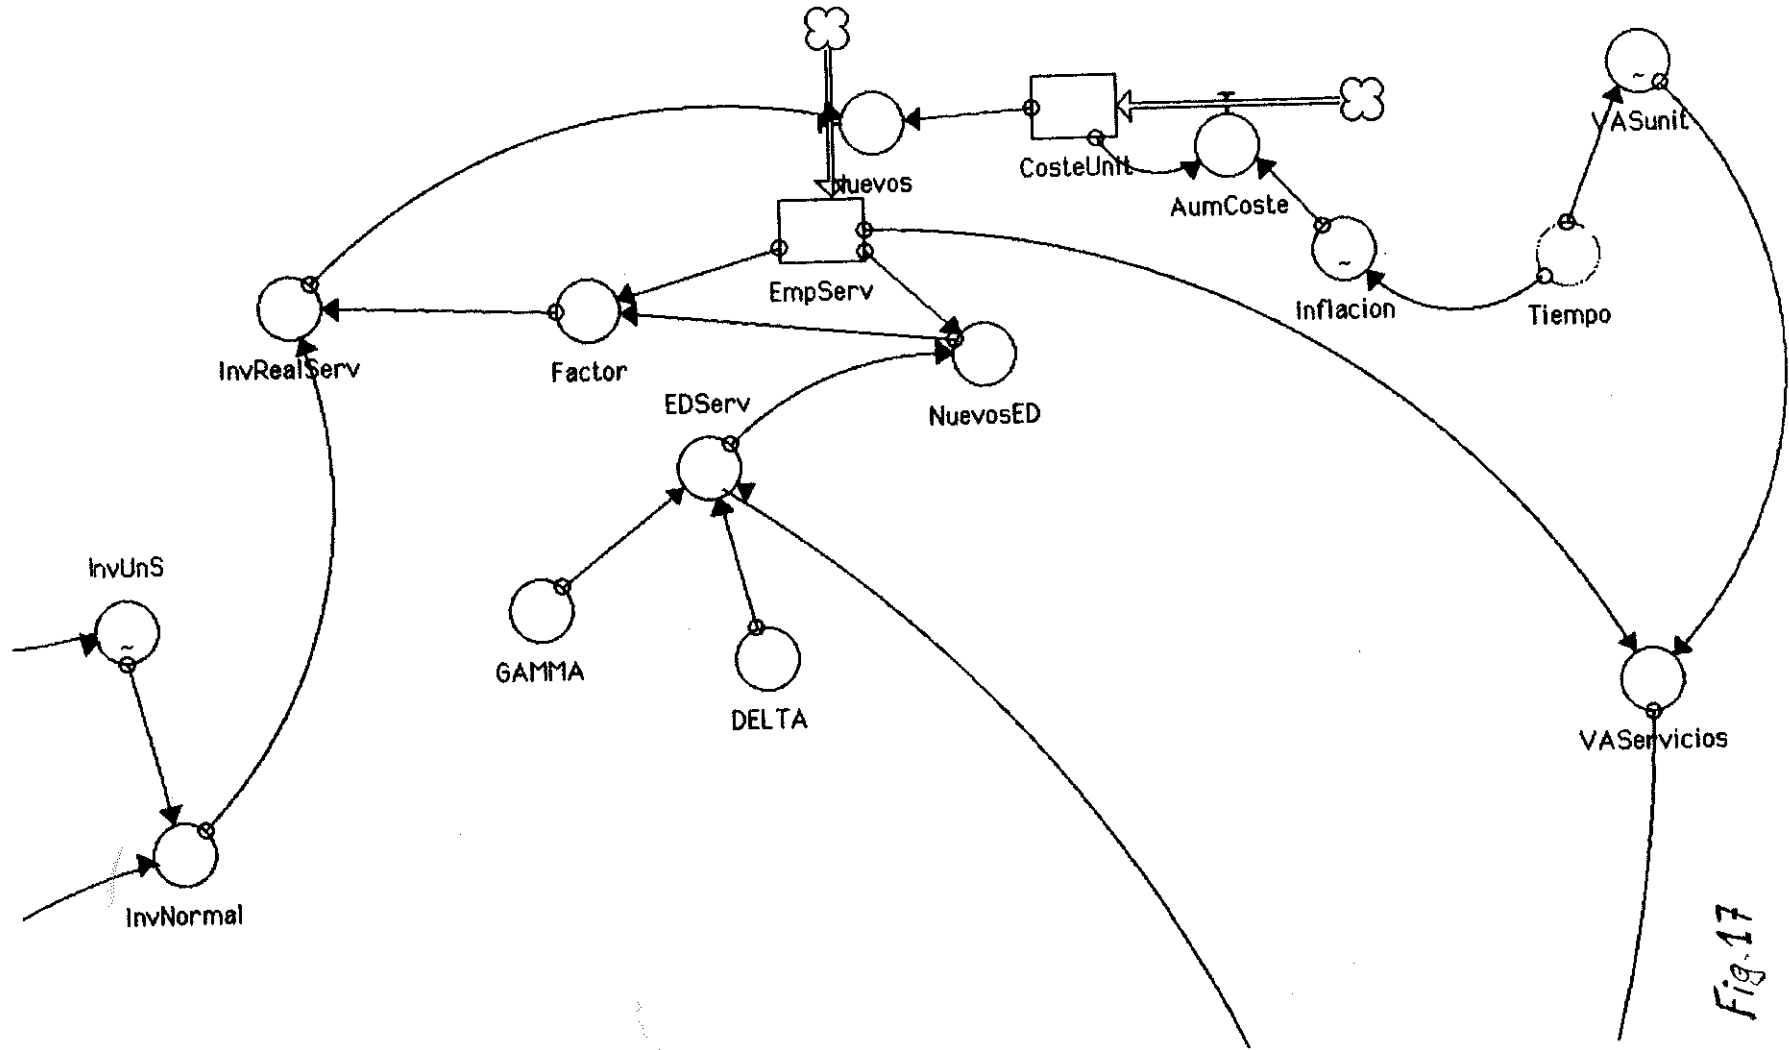 VASunit
CosteUnit
Nuevos
AumCoste
EmpServ
Inflacion
Tiempo
InvRealServ
Factor
EDServ
NuevosED
InvUnS
GAMMA
DELTA
VAServicios
InvNormal
Fig. 17